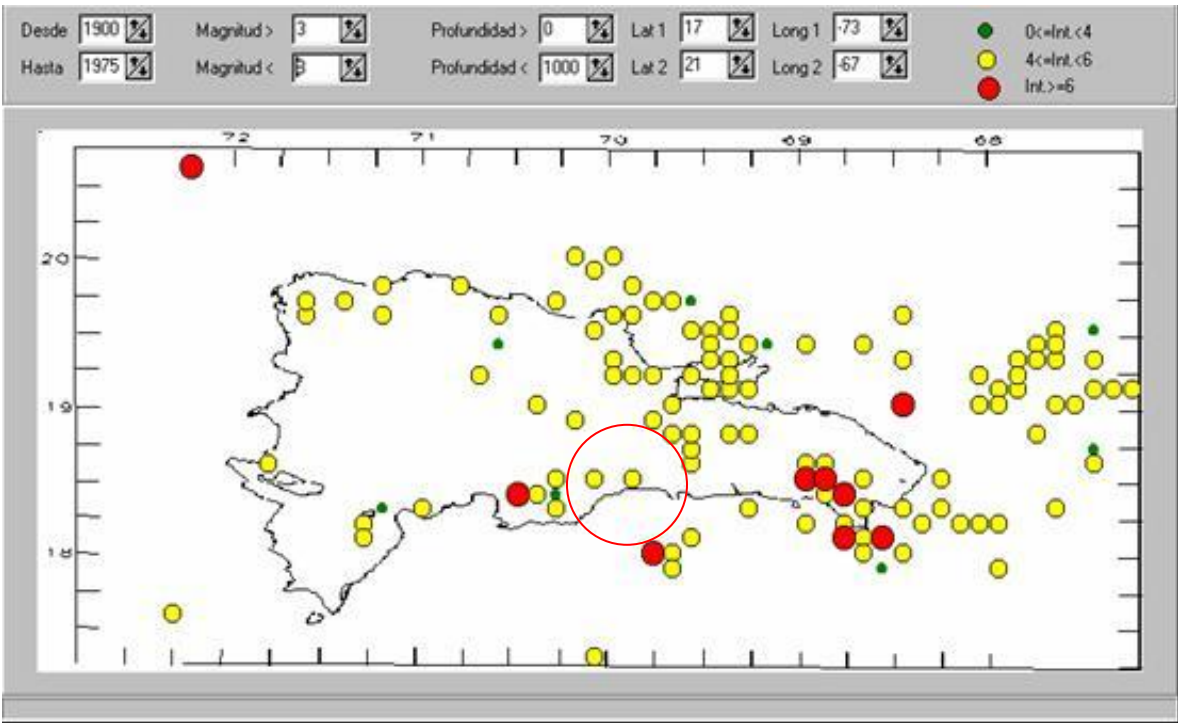 Desde 1900 Magnitud > 3 Profundidad > 0 Lat 1 17 Long 1 -73 0<=Int.<4
Hasta 1975 Magnitud < Profundidad < 1000 Lat 2 21 Long 2 -67 4<=Int.<6
Int.>=6
72 71 70 69 68
20
19
18